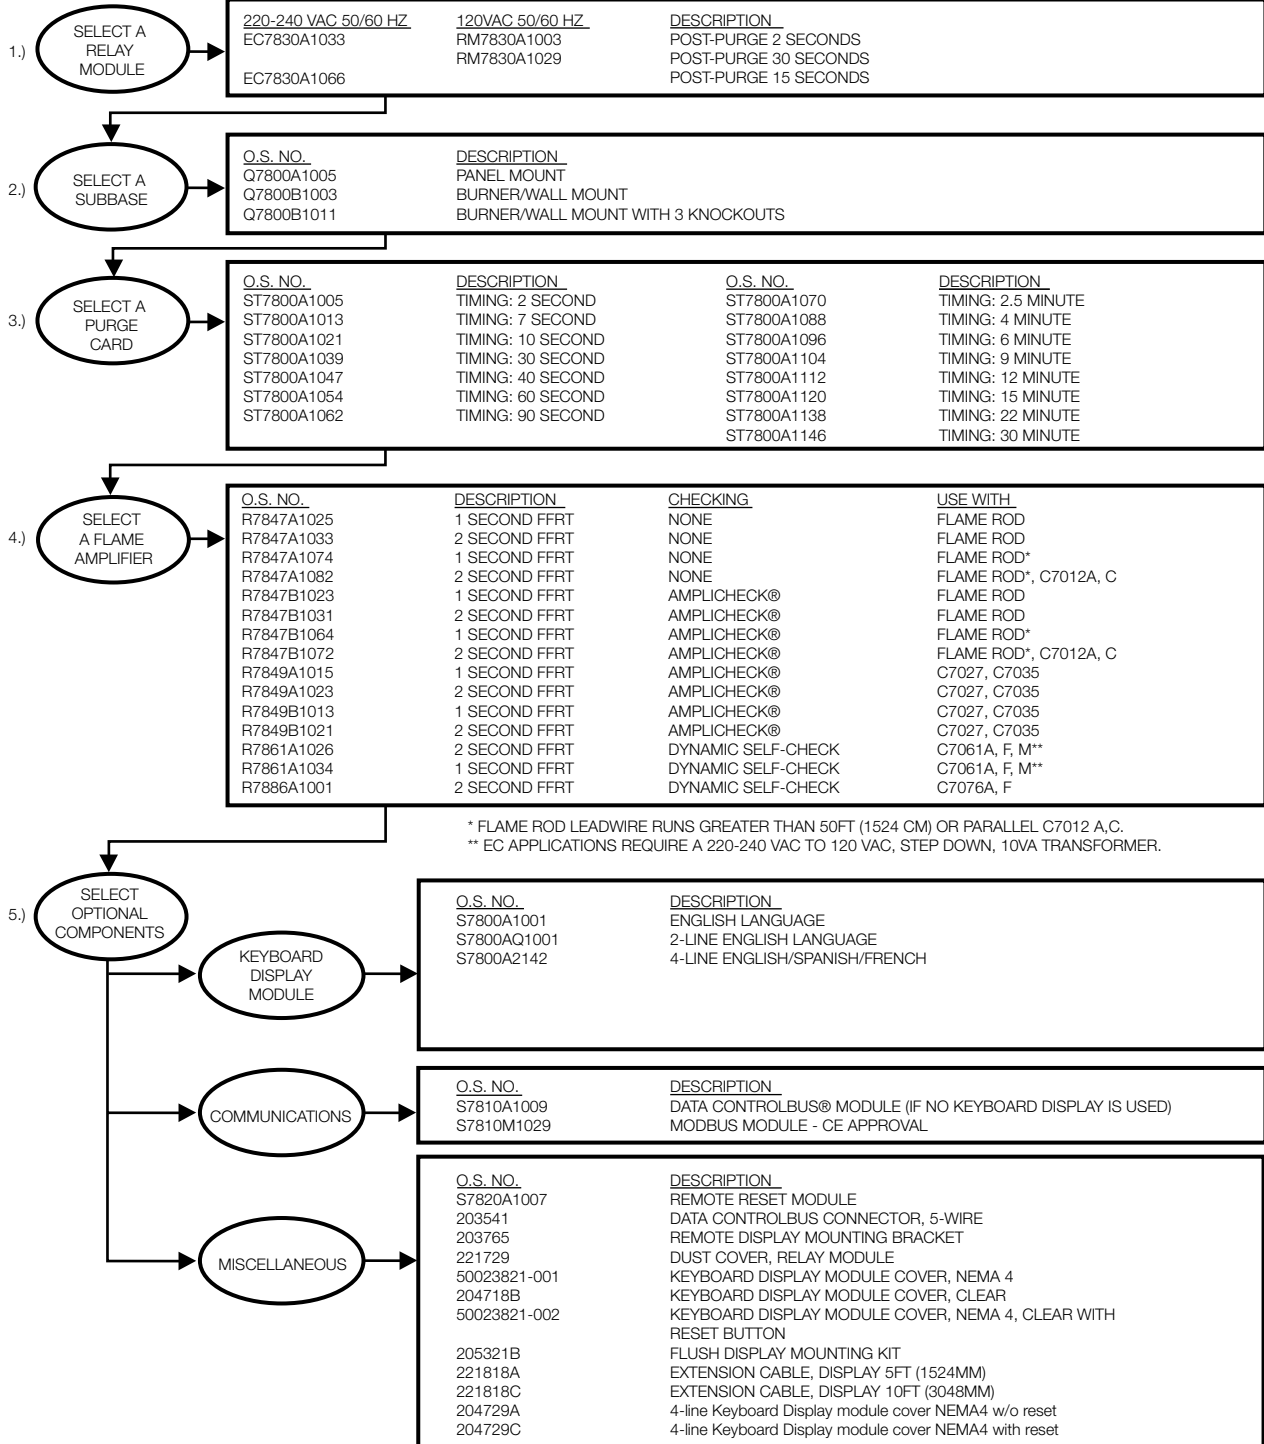 1.)
SELECT A
RELAY
MODULE
220-240 VAC 50/60 HZ 120VAC 50/60 HZ DESCRIPTION
EC7830A1033 RM7830A1003 POST-PURGE 2 SECONDS
RM7830A1029 POST-PURGE 30 SECONDS
EC7830A1066 POST-PURGE 15 SECONDS
2.)
SELECT A
SUBBASE
O.S. NO. DESCRIPTION
Q7800A1005 PANEL MOUNT
Q7800B1003 BURNER/WALL MOUNT
Q7800B1011 BURNER/WALL MOUNT WITH 3 KNOCKOUTS
3.)
SELECT A
PURGE
CARD
O.S. NO. DESCRIPTION O.S. NO. DESCRIPTION
ST7800A1005 TIMING: 2 SECOND ST7800A1070 TIMING: 2.5 MINUTE
ST7800A1013 TIMING: 7 SECOND ST7800A1088 TIMING: 4 MINUTE
ST7800A1021 TIMING: 10 SECOND ST7800A1096 TIMING: 6 MINUTE
ST7800A1039 TIMING: 30 SECOND ST7800A1104 TIMING: 9 MINUTE
ST7800A1047 TIMING: 40 SECOND ST7800A1112 TIMING: 12 MINUTE
ST7800A1054 TIMING: 60 SECOND ST7800A1120 TIMING: 15 MINUTE
ST7800A1062 TIMING: 90 SECOND ST7800A1138 TIMING: 22 MINUTE
ST7800A1146 TIMING: 30 MINUTE
4.)
SELECT
A FLAME
AMPLIFIER
O.S. NO. DESCRIPTION CHECKING USE WITH
R7847A1025 1 SECOND FFRT NONE FLAME ROD
R7847A1033 2 SECOND FFRT NONE FLAME ROD
R7847A1074 1 SECOND FFRT NONE FLAME ROD*
R7847A1082 2 SECOND FFRT NONE FLAME ROD*, C7012A, C
R7847B1023 1 SECOND FFRT AMPLICHECK® FLAME ROD
R7847B1031 2 SECOND FFRT AMPLICHECK® FLAME ROD
R7847B1064 1 SECOND FFRT AMPLICHECK® FLAME ROD*
R7847B1072 2 SECOND FFRT AMPLICHECK® FLAME ROD*, C7012A, C
R7849A1015 1 SECOND FFRT AMPLICHECK® C7027, C7035
R7849A1023 2 SECOND FFRT AMPLICHECK® C7027, C7035
R7849B1013 1 SECOND FFRT AMPLICHECK® C7027, C7035
R7849B1021 2 SECOND FFRT AMPLICHECK® C7027, C7035
R7861A1026 2 SECOND FFRT DYNAMIC SELF-CHECK C7061A, F, M**
R7861A1034 1 SECOND FFRT DYNAMIC SELF-CHECK C7061A, F, M**
R7886A1001 2 SECOND FFRT DYNAMIC SELF-CHECK C7076A, F
* FLAME ROD LEADWIRE RUNS GREATER THAN 50FT (1524 CM) OR PARALLEL C7012 A,C.
** EC APPLICATIONS REQUIRE A 220-240 VAC TO 120 VAC, STEP DOWN, 10VA TRANSFORMER.
5.)
SELECT
OPTIONAL
COMPONENTS
KEYBOARD
DISPLAY
MODULE
O.S. NO. DESCRIPTION
S7800A1001 ENGLISH LANGUAGE
S7800AQ1001 2-LINE ENGLISH LANGUAGE
S7800A2142 4-LINE ENGLISH/SPANISH/FRENCH
COMMUNICATIONS
O.S. NO. DESCRIPTION
S7810A1009 DATA CONTROLBUS® MODULE (IF NO KEYBOARD DISPLAY IS USED)
S7810M1029 MODBUS MODULE - CE APPROVAL
MISCELLANEOUS
O.S. NO. DESCRIPTION
S7820A1007 REMOTE RESET MODULE
203541 DATA CONTROLBUS CONNECTOR, 5-WIRE
203765 REMOTE DISPLAY MOUNTING BRACKET
221729 DUST COVER, RELAY MODULE
50023821-001 KEYBOARD DISPLAY MODULE COVER, NEMA 4
204718B KEYBOARD DISPLAY MODULE COVER, CLEAR
50023821-002 KEYBOARD DISPLAY MODULE COVER, NEMA 4, CLEAR WITH
RESET BUTTON
205321B FLUSH DISPLAY MOUNTING KIT
221818A EXTENSION CABLE, DISPLAY 5FT (1524MM)
221818C EXTENSION CABLE, DISPLAY 10FT (3048MM)
204729A 4-line Keyboard Display module cover NEMA4 w/o reset
204729C 4-line Keyboard Display module cover NEMA4 with reset